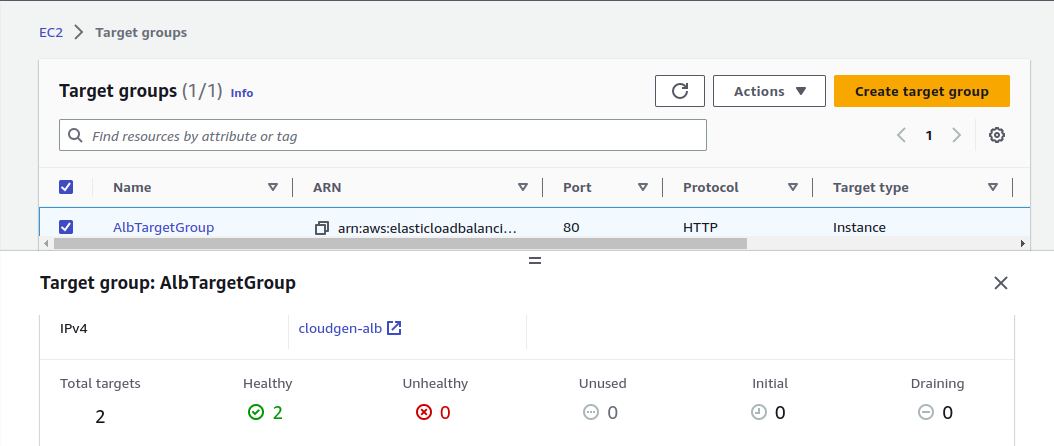 EC2 Target groups
Target groups (1/1) Info
Actions
Create target group
Find resources by attribute or tag
1
Name ARN Port Protocol Target type
AlbTargetGroup arn:aws:elasticloadbalanci... 80 HTTP Instance
Target group: AlbTargetGroup
IPv4 cloudgen-alb
Total targets Healthy Unhealthy Unused Initial Draining
2 2 0 0 0 0